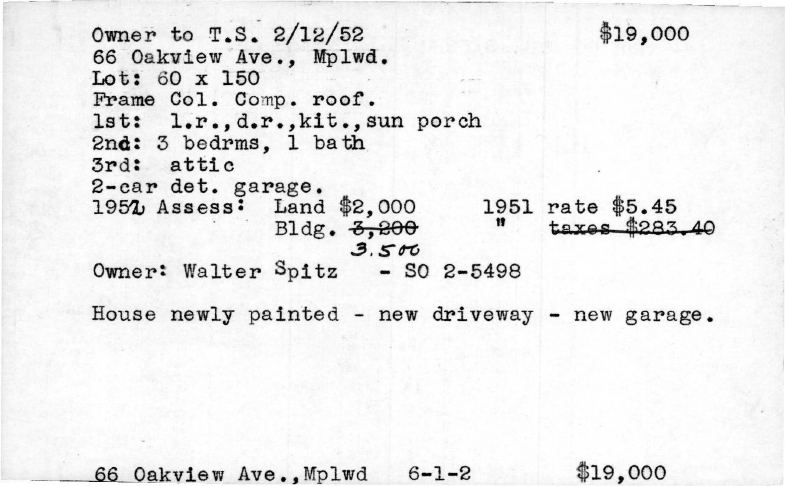 Owner to T.S. 2/12/52 $19,000
66 Oakview Ave., Mplwd.
Lot: 60 x 150
Frame Col. Comp. roof.
1st: l.r.,d.r.,kit.,sun porch
2nd: 3 bedrms, 1 bath
3rd: attic
2-car det. garage.
1952 Assess: Land $2,000 1951 rate $5.45
Bldg. 3,200 " taxes $283.40
3.500
Owner: Walter Spitz - SO 2-5498
House newly painted - new driveway - new garage.
66 Oakview Ave.,Mplwd 6-1-2 $19,000